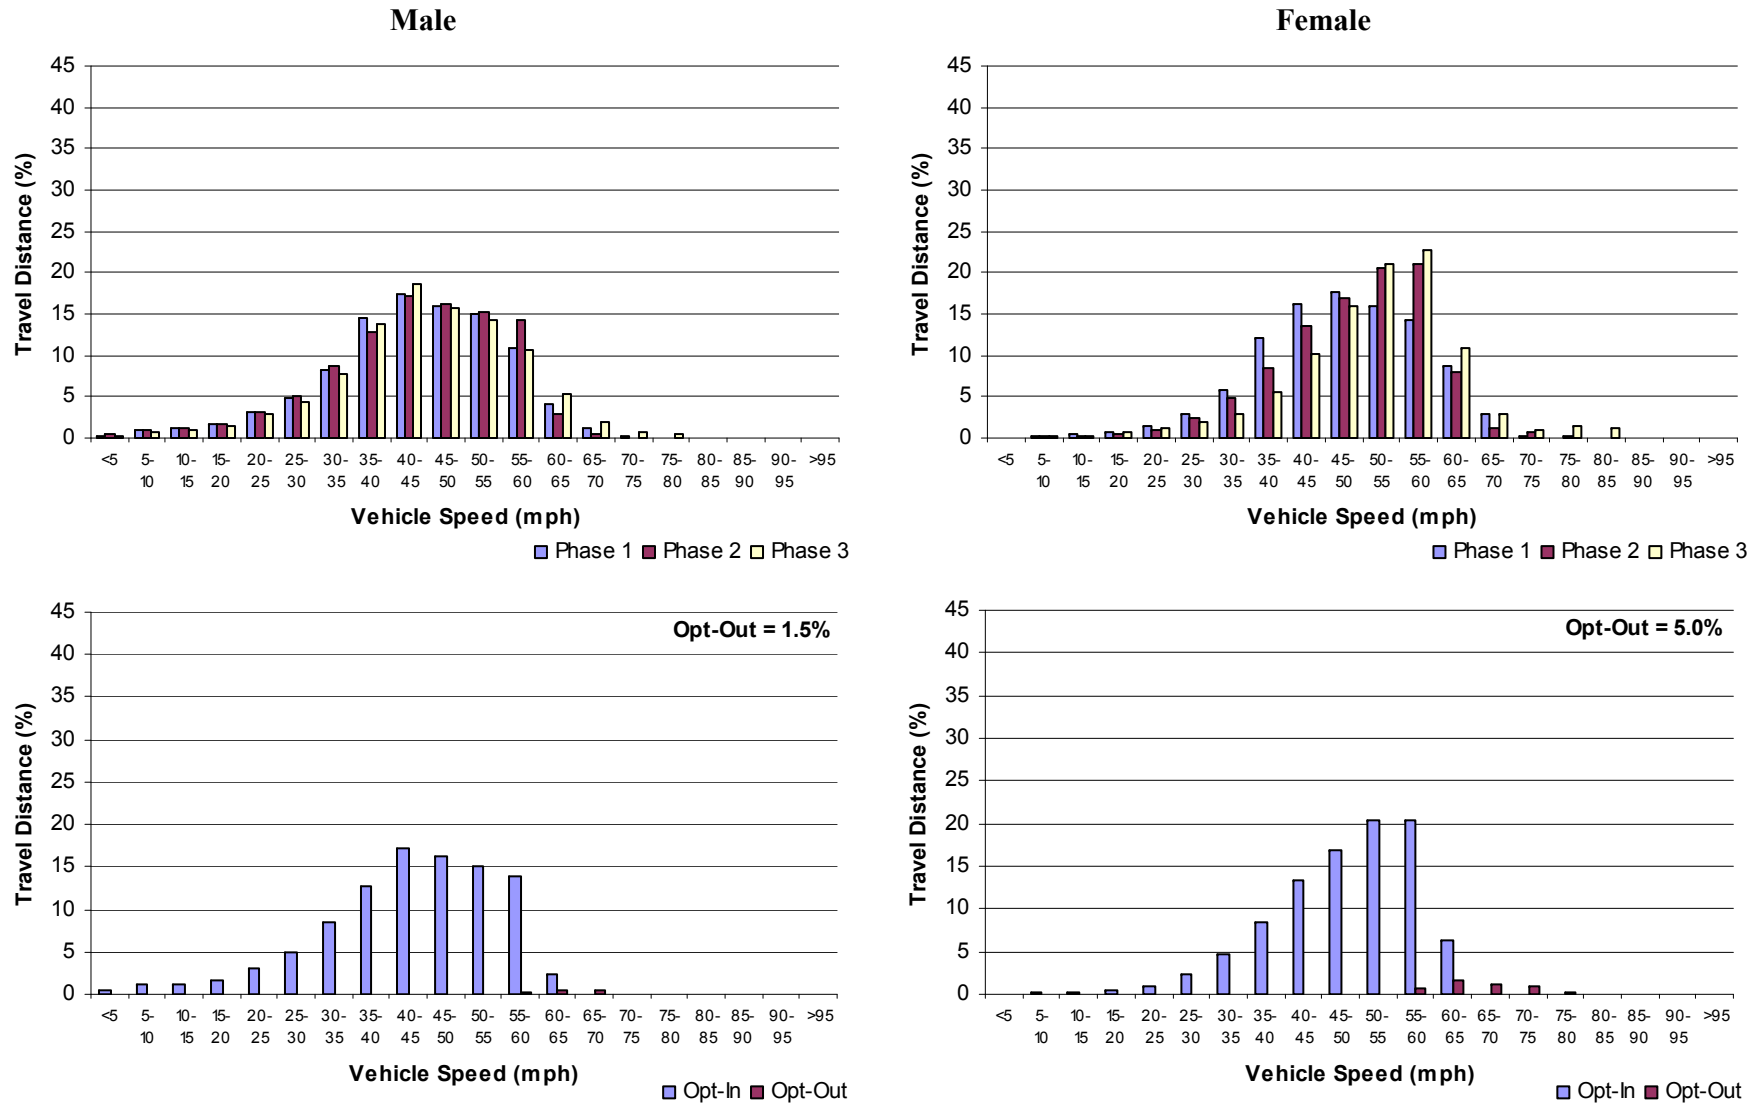 Male
Female
45
40
35
30
25
20
15
10
5
0
Travel Distance (%)
<5 5- 10- 15- 20- 25- 30- 35- 40- 45- 50- 55- 60- 65- 70- 75- 80- 85- 90- >95
10 15 20 25 30 35 40 45 50 55 60 65 70 75 80 85 90 95
Vehicle Speed (mph)
Phase 1 Phase 2 Phase 3
45
40
35
30
25
20
15
10
5
0
Travel Distance (%)
<5 5- 10- 15- 20- 25- 30- 35- 40- 45- 50- 55- 60- 65- 70- 75- 80- 85- 90- >95
10 15 20 25 30 35 40 45 50 55 60 65 70 75 80 85 90 95
Vehicle Speed (mph)
Phase 1 Phase 2 Phase 3
Opt-Out = 1.5%
45
40
35
30
25
20
15
10
5
0
Travel Distance (%)
<5 5- 10- 15- 20- 25- 30- 35- 40- 45- 50- 55- 60- 65- 70- 75- 80- 85- 90- >95
10 15 20 25 30 35 40 45 50 55 60 65 70 75 80 85 90 95
Vehicle Speed (mph)
Opt-In Opt-Out
Opt-Out = 5.0%
45
40
35
30
25
20
15
10
5
0
Travel Distance (%)
<5 5- 10- 15- 20- 25- 30- 35- 40- 45- 50- 55- 60- 65- 70- 75- 80- 85- 90- >95
10 15 20 25 30 35 40 45 50 55 60 65 70 75 80 85 90 95
Vehicle Speed (mph)
Opt-In Opt-Out